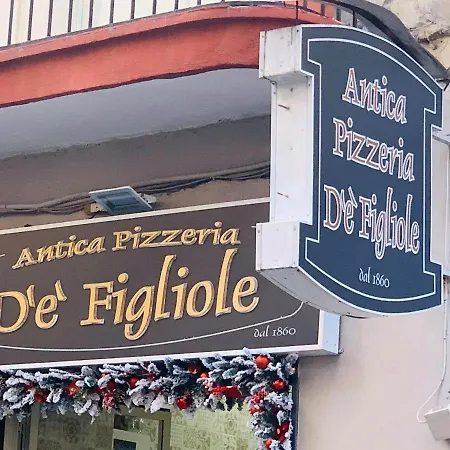 Antica Pizzeria
D'è Figliole
dal 1860
Antica
Pizzeria
D'è Figliole
dal 1860